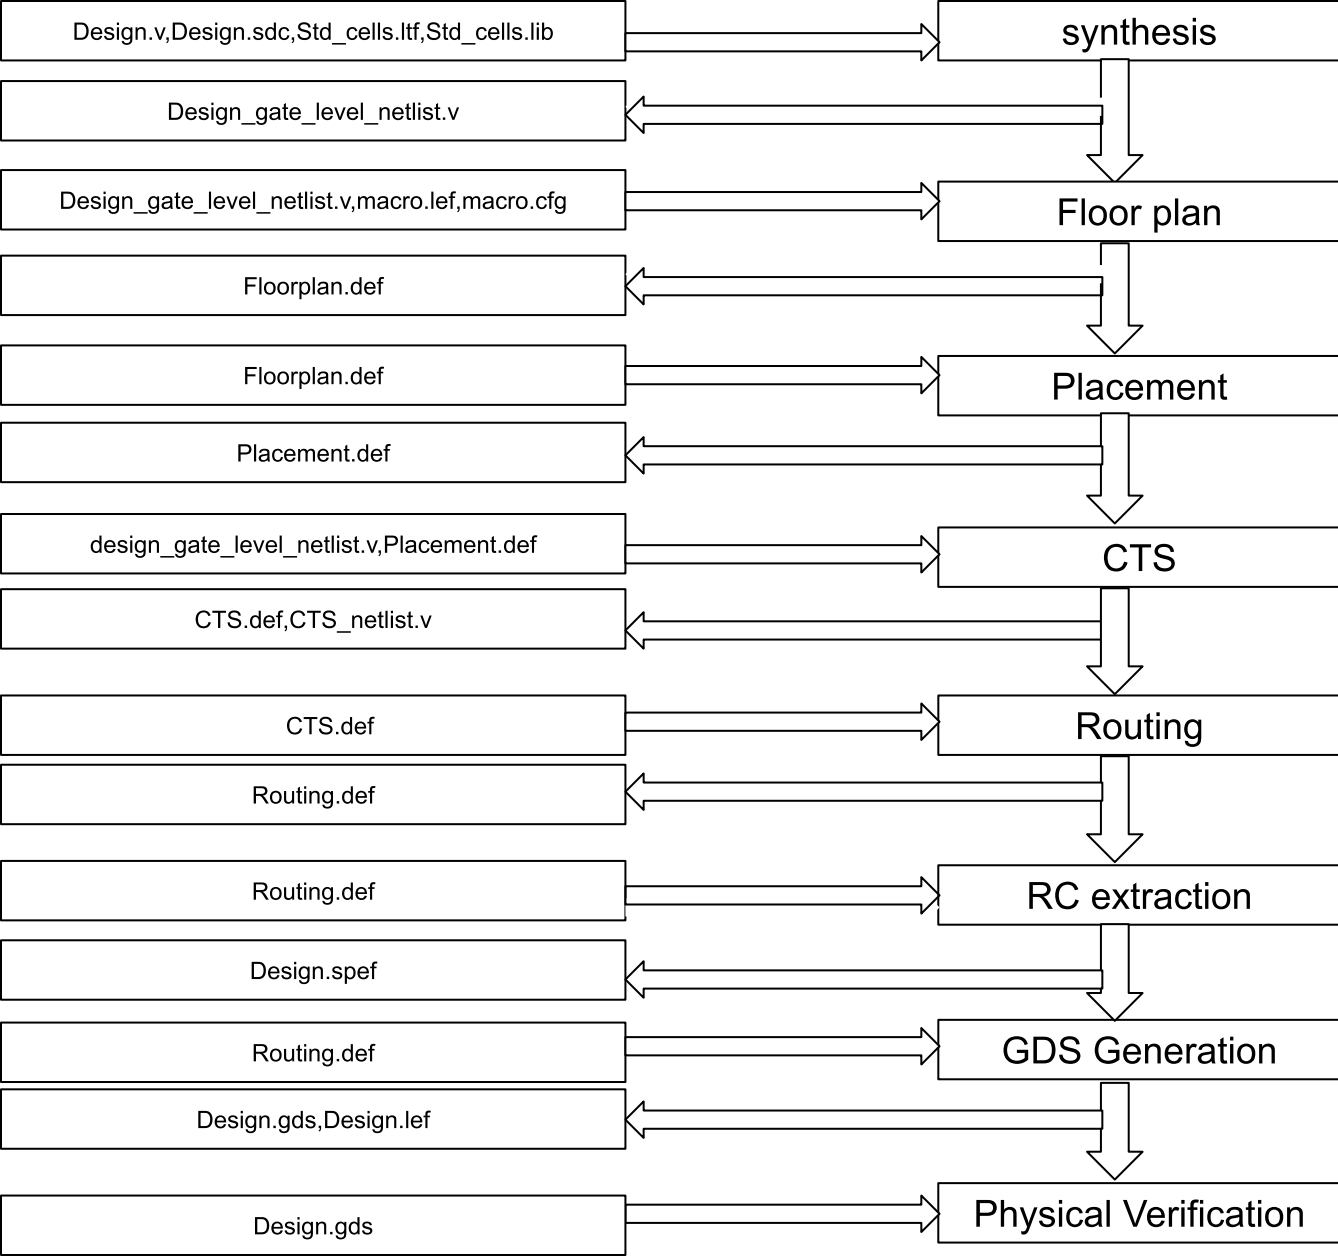 Design.v,Design.sdc,Std_cells.ltf,Std_cells.lib
synthesis
Design_gate_level_netlist.v
Design_gate_level_netlist.v,macro.lef,macro.cfg
Floor plan
Floorplan.def
Floorplan.def
Placement
Placement.def
design_gate_level_netlist.v,Placement.def
CTS
CTS.def,CTS_netlist.v
CTS.def
Routing
Routing.def
Routing.def
RC extraction
Design.spef
Routing.def
GDS Generation
Design.gds,Design.lef
Design.gds
Physical Verification